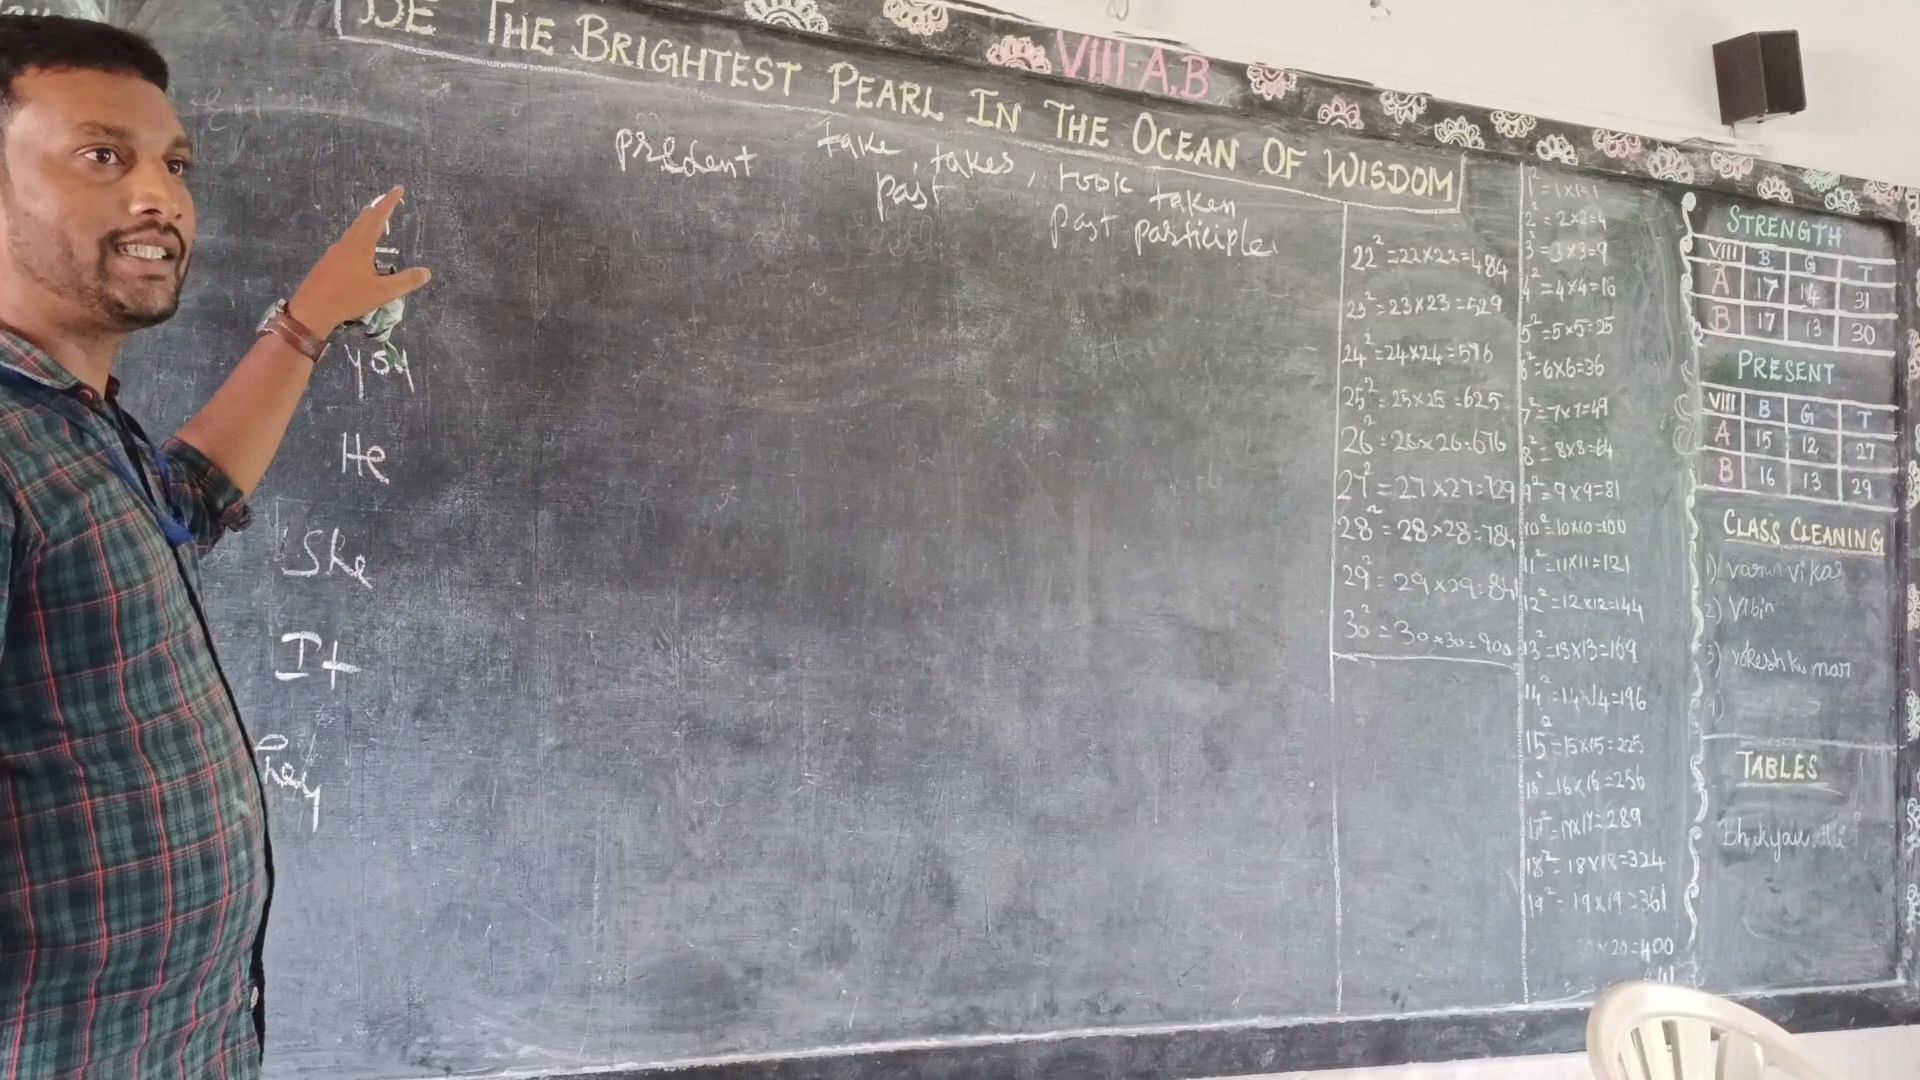 BE THE BRIGHTEST PEARL IN THE OCEAN OF WISDOM
VIII-A,B
present
take, takes, took taken
past
past participle
I
you
He
She
It
They
22² = 22×22=484
23² = 23×23=529
24² = 24×24=576
25² = 25×25=625
26² = 26×26=676
27² = 27×27=729
28² = 28×28=784
29² = 29×29=841
30² = 30×30=900
1² = 1×1=1
2² = 2×2=4
3² = 3×3=9
4² = 4×4=16
5² = 5×5=25
6² = 6×6=36
7² = 7×7=49
8² = 8×8=64
9² = 9×9=81
10² = 10×10=100
11² = 11×11=121
12² = 12×12=144
13² = 13×13=169
14² = 14×14=196
15² = 15×15=225
16² = 16×16=256
17² = 17×17=289
18² = 18×18=324
19² = 19×19=361
20=400
STRENGTH
VIII B G T
A 17 14 31
B 17 13 30
PRESENT
VIII B G T
A 15 12 27
B 16 13 29
CLASS CLEANING
1) varun vikas
2) Vibin
3) rokesh kumar
TABLES